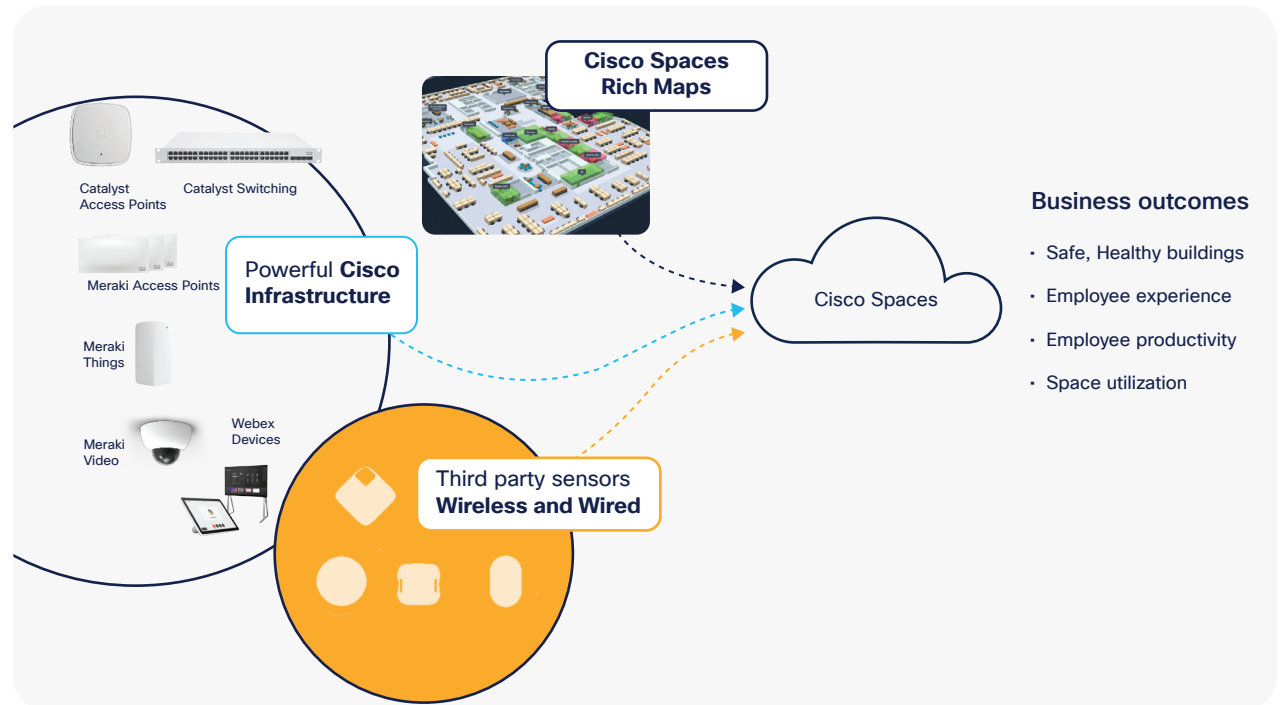 Cisco Spaces
Rich Maps
Catalyst
Access Points
Catalyst Switching
Meraki Access Points
Powerful Cisco
Infrastructure
Meraki
Things
Meraki
Video
Webex
Devices
Third party sensors
Wireless and Wired
Cisco Spaces
Business outcomes
· Safe, Healthy buildings
· Employee experience
· Employee productivity
· Space utilization